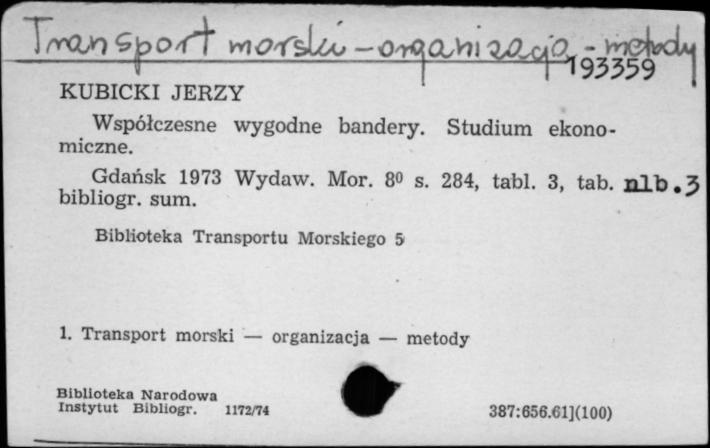 Transport morski - organizacja - metody
193359
KUBICKI JERZY
Współczesne wygodne bandery. Studium ekono-
miczne.
Gdańsk 1973 Wydaw. Mor. 8⁰ s. 284, tabl. 3, tab. nlb.3
bibliogr. sum.
Biblioteka Transportu Morskiego 5
1. Transport morski — organizacja — metody
Biblioteka Narodowa
Instytut Bibliogr. 1172/74
387:656.61](100)